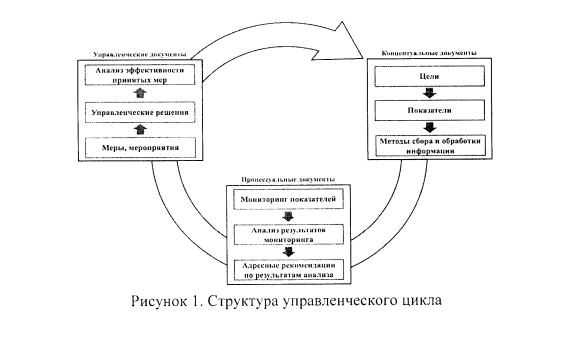 Управленческие документы
Анализ эффективности
принятых мер
Управленческие решения
Меры, мероприятия
Концептуальные документы
Цели
Показатели
Методы сбора и обработки
информации
Процессуальные документы
Мониторинг показателей
Анализ результатов
мониторинга
Адресные рекомендации
по результатам анализа
Рисунок 1. Структура управленческого цикла